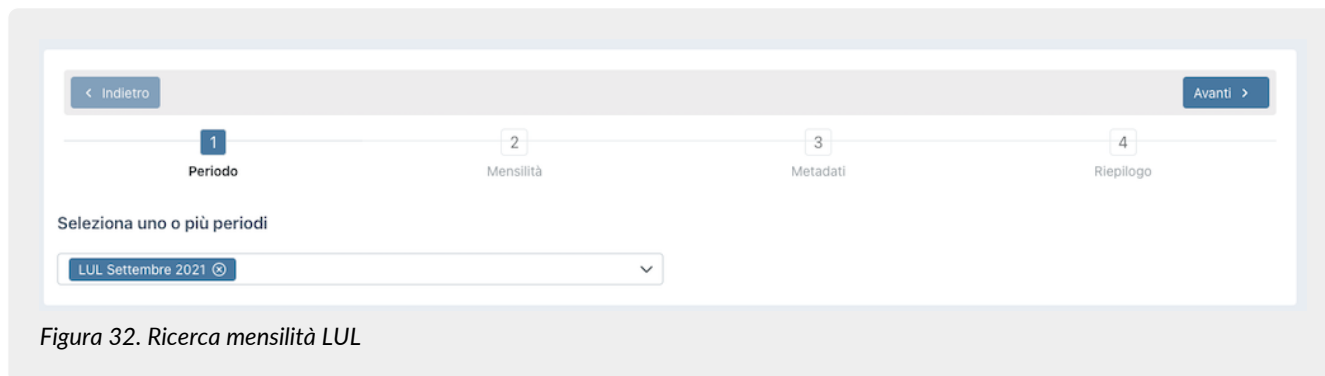 Indietro
Avanti
1
2
3
4
Periodo
Mensilità
Metadati
Riepilogo
Seleziona uno o più periodi
LUL Settembre 2021
Figura 32. Ricerca mensilità LUL